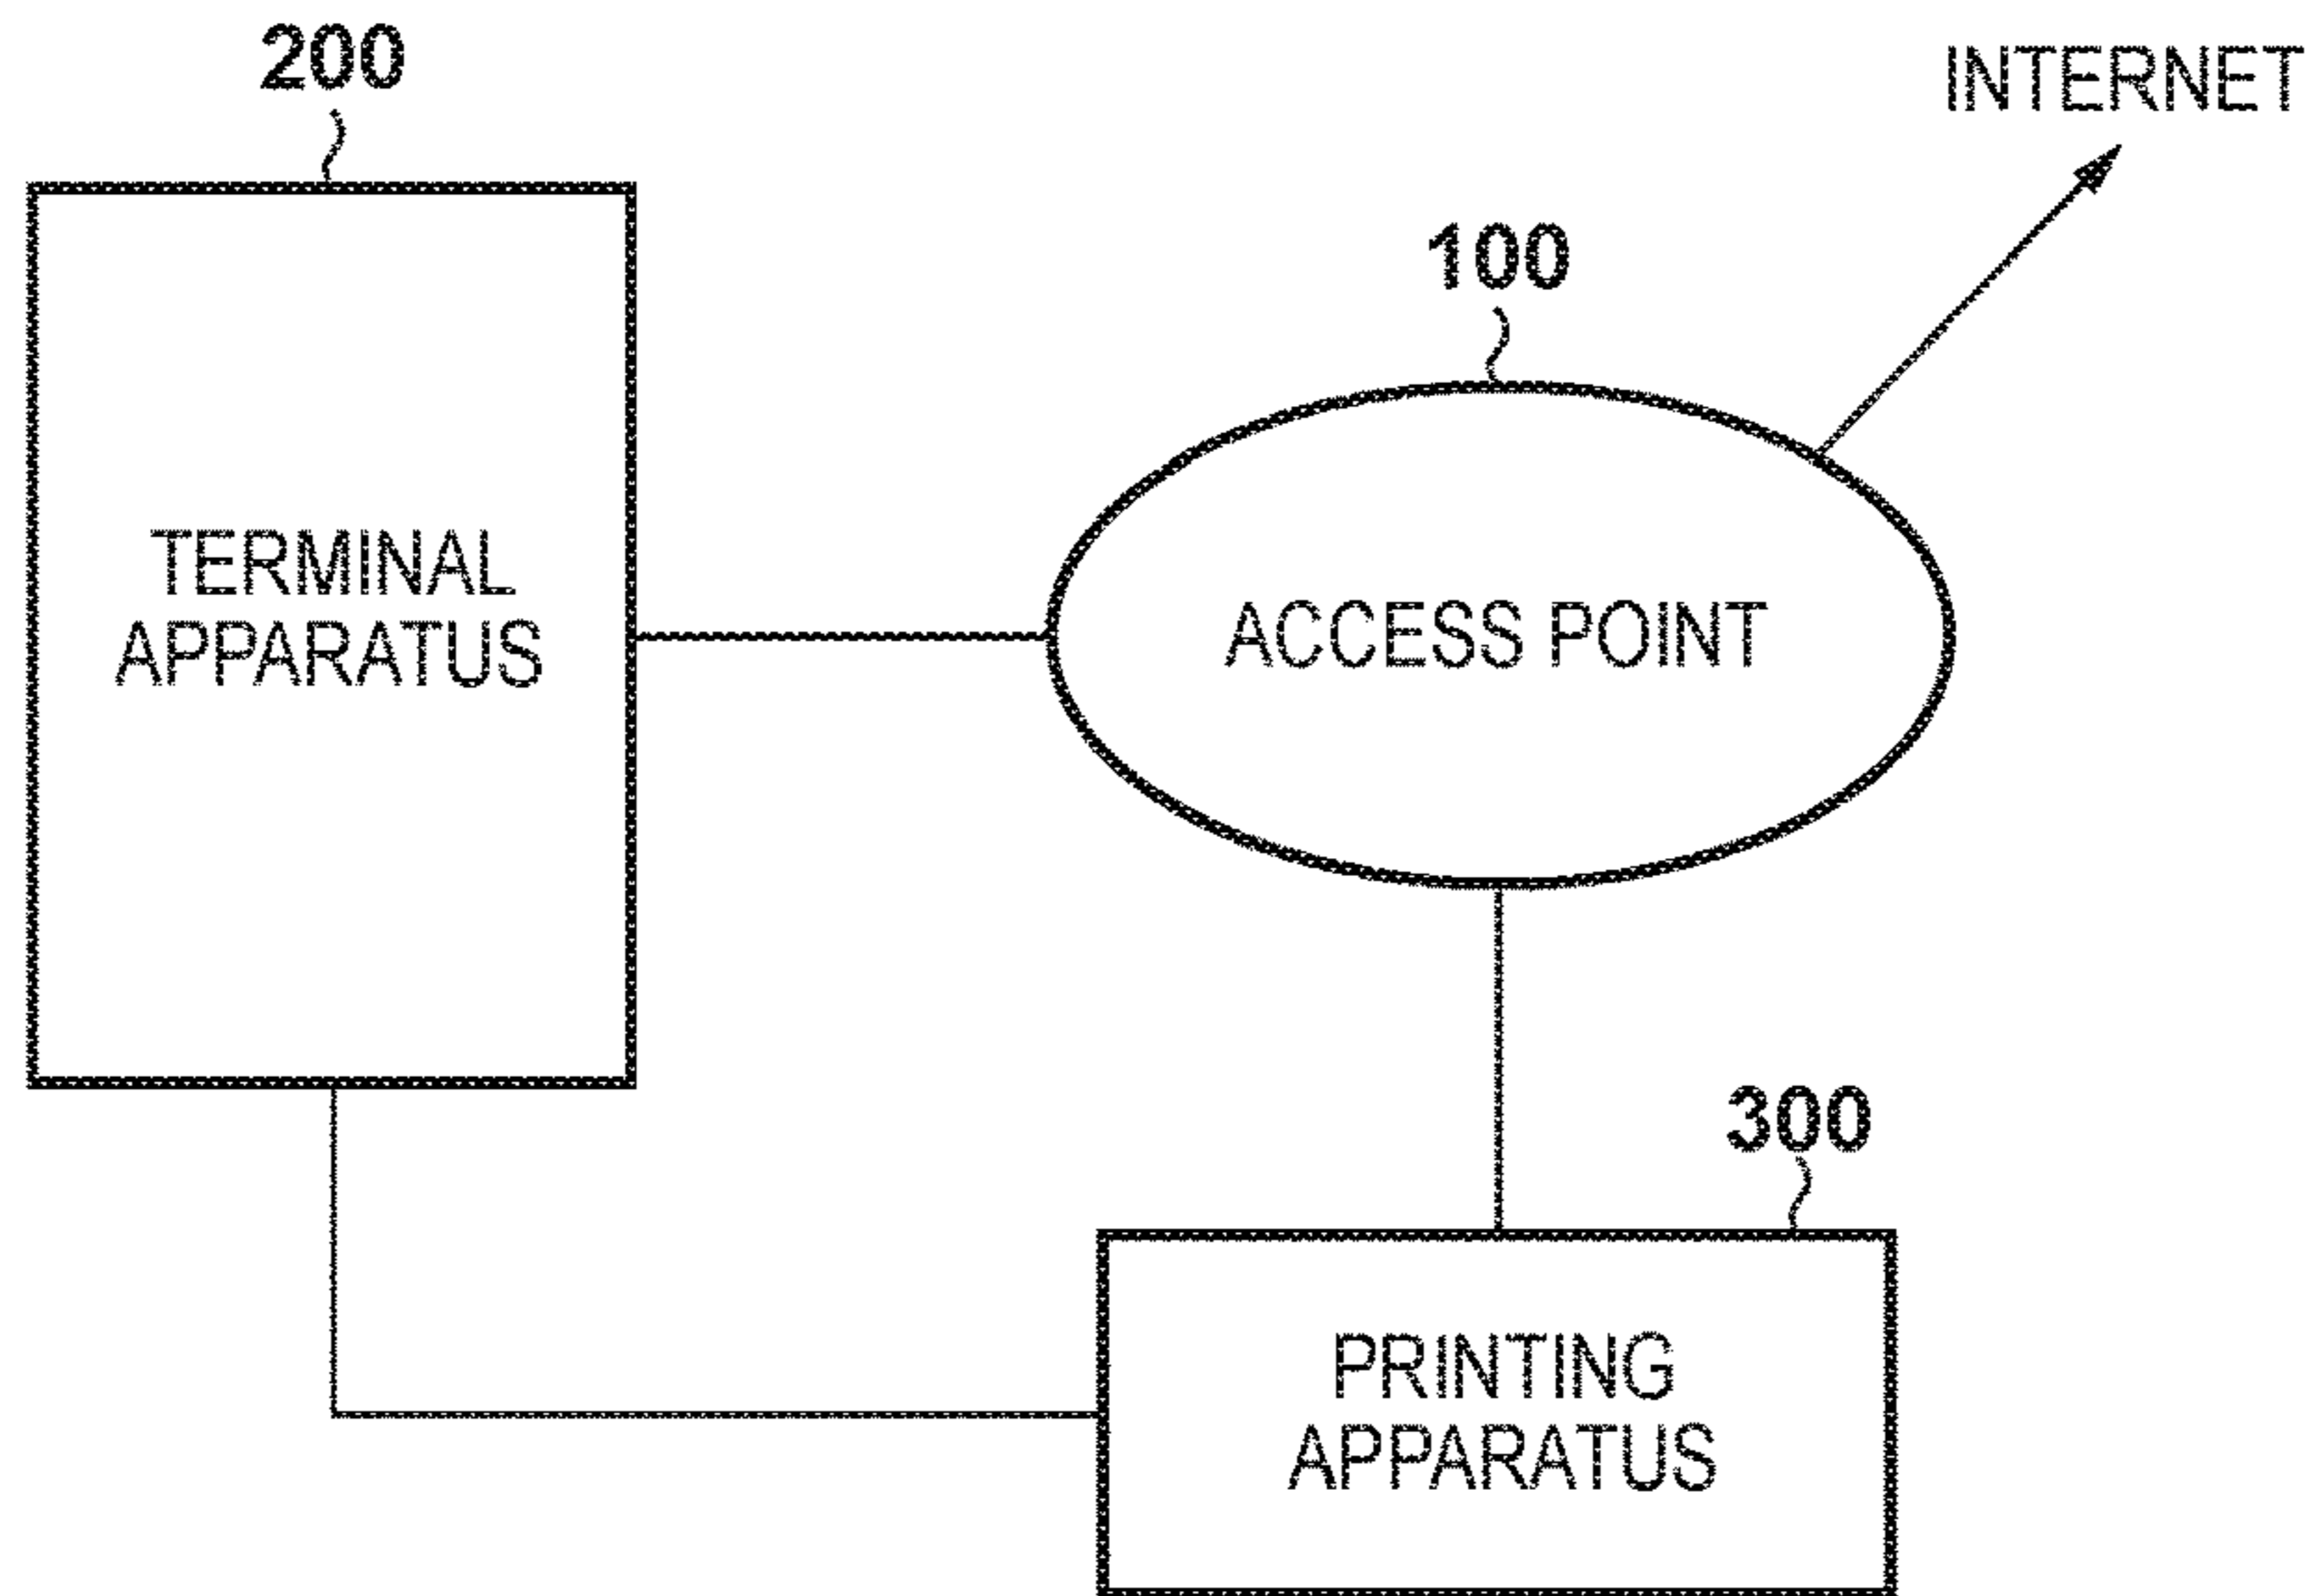 200
INTERNET
100
TERMINAL
APPARATUS
ACCESS POINT
300
PRINTING
APPARATUS